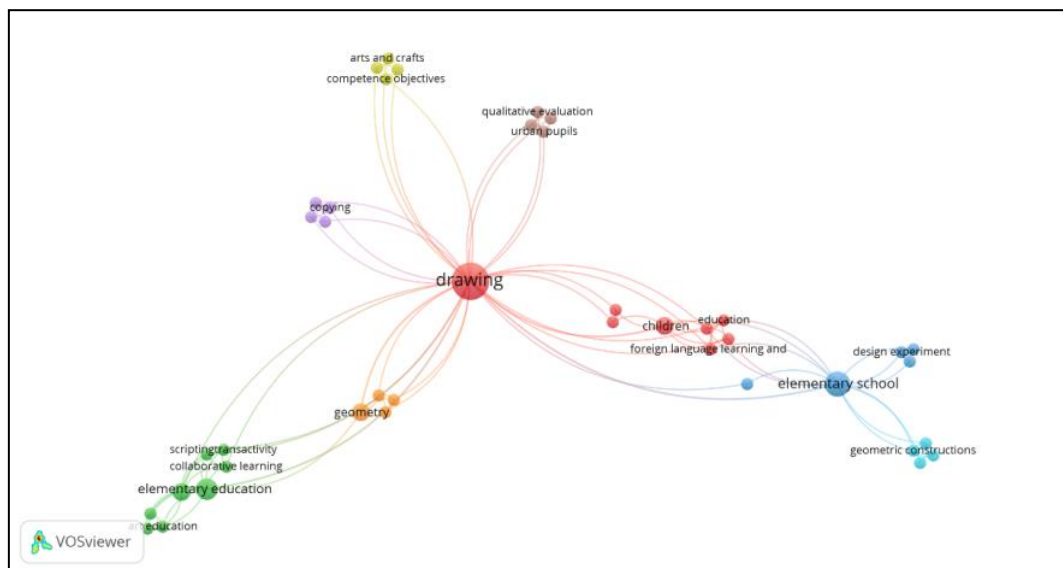 arts and crafts
competence objectives
qualitative evaluation
urban pupils
copying
drawing
education
children
foreign language learning and
design experiment
elementary school
geometry
geometric constructions
scriptingtransactivity
collaborative learning
elementary education
art education
VOSviewer